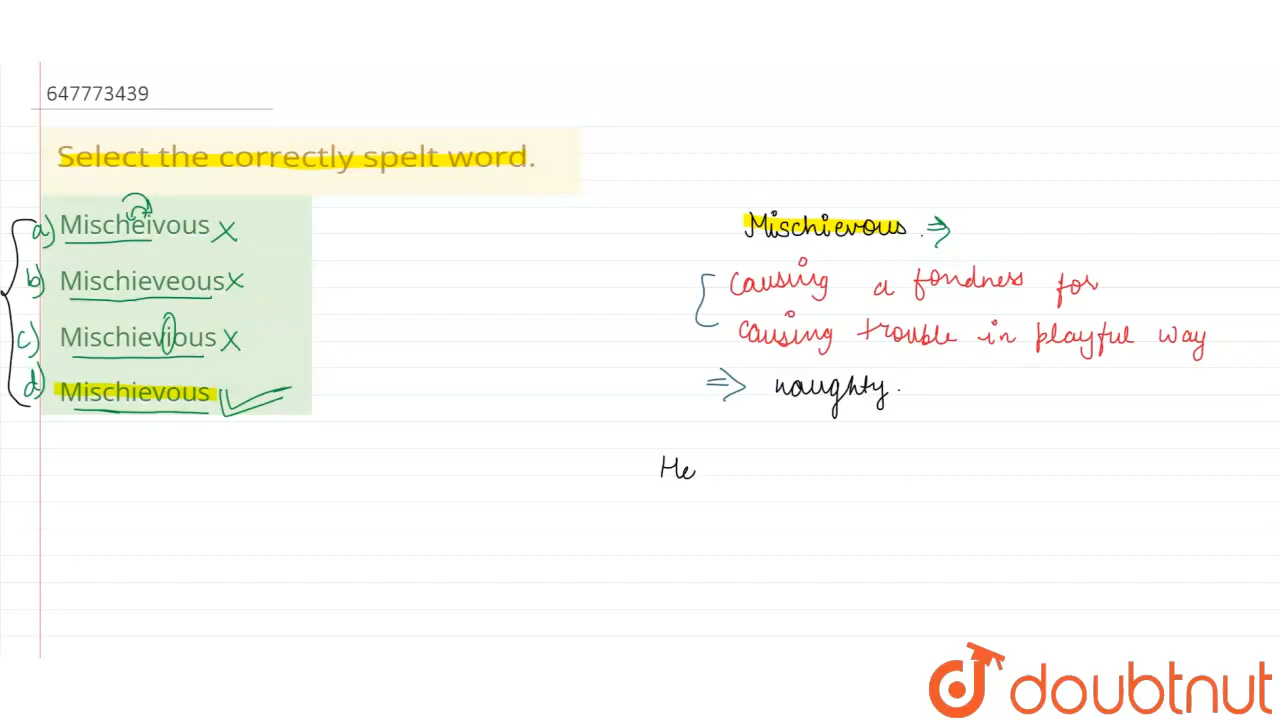 647773439
Select the correctly spelt word.
a) Mischeivous X
b) Mischieveous X
c) Mischievious X
d) Mischievous
Mischievous. ⇒
Causing a fondness for
causing trouble in playful way
⇒ naughty.
He
doubtnut